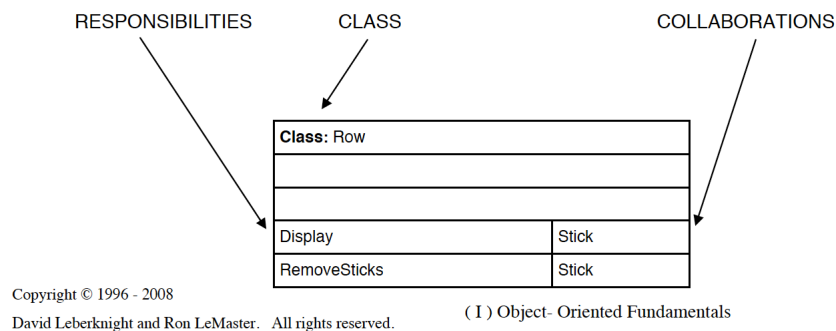 RESPONSIBILITIES CLASS COLLABORATIONS
Class: Row
Display Stick
RemoveSticks Stick
Copyright © 1996 - 2008
David Leberknight and Ron LeMaster. All rights reserved.
( I ) Object- Oriented Fundamentals